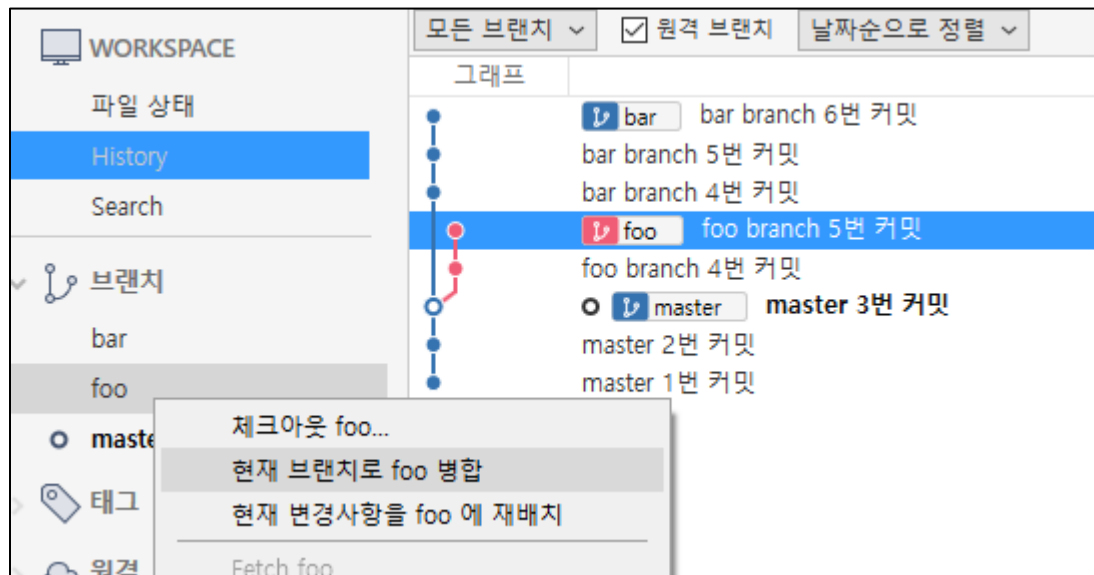 WORKSPACE
파일 상태
History
Search
브랜치
bar
foo
maste
태그
원격
모든 브랜치
원격 브랜치
날짜순으로 정렬
그래프
bar bar branch 6번 커밋
bar branch 5번 커밋
bar branch 4번 커밋
foo foo branch 5번 커밋
foo branch 4번 커밋
master master 3번 커밋
master 2번 커밋
master 1번 커밋
체크아웃 foo...
현재 브랜치로 foo 병합
현재 변경사항을 foo 에 재배치
Fetch foo